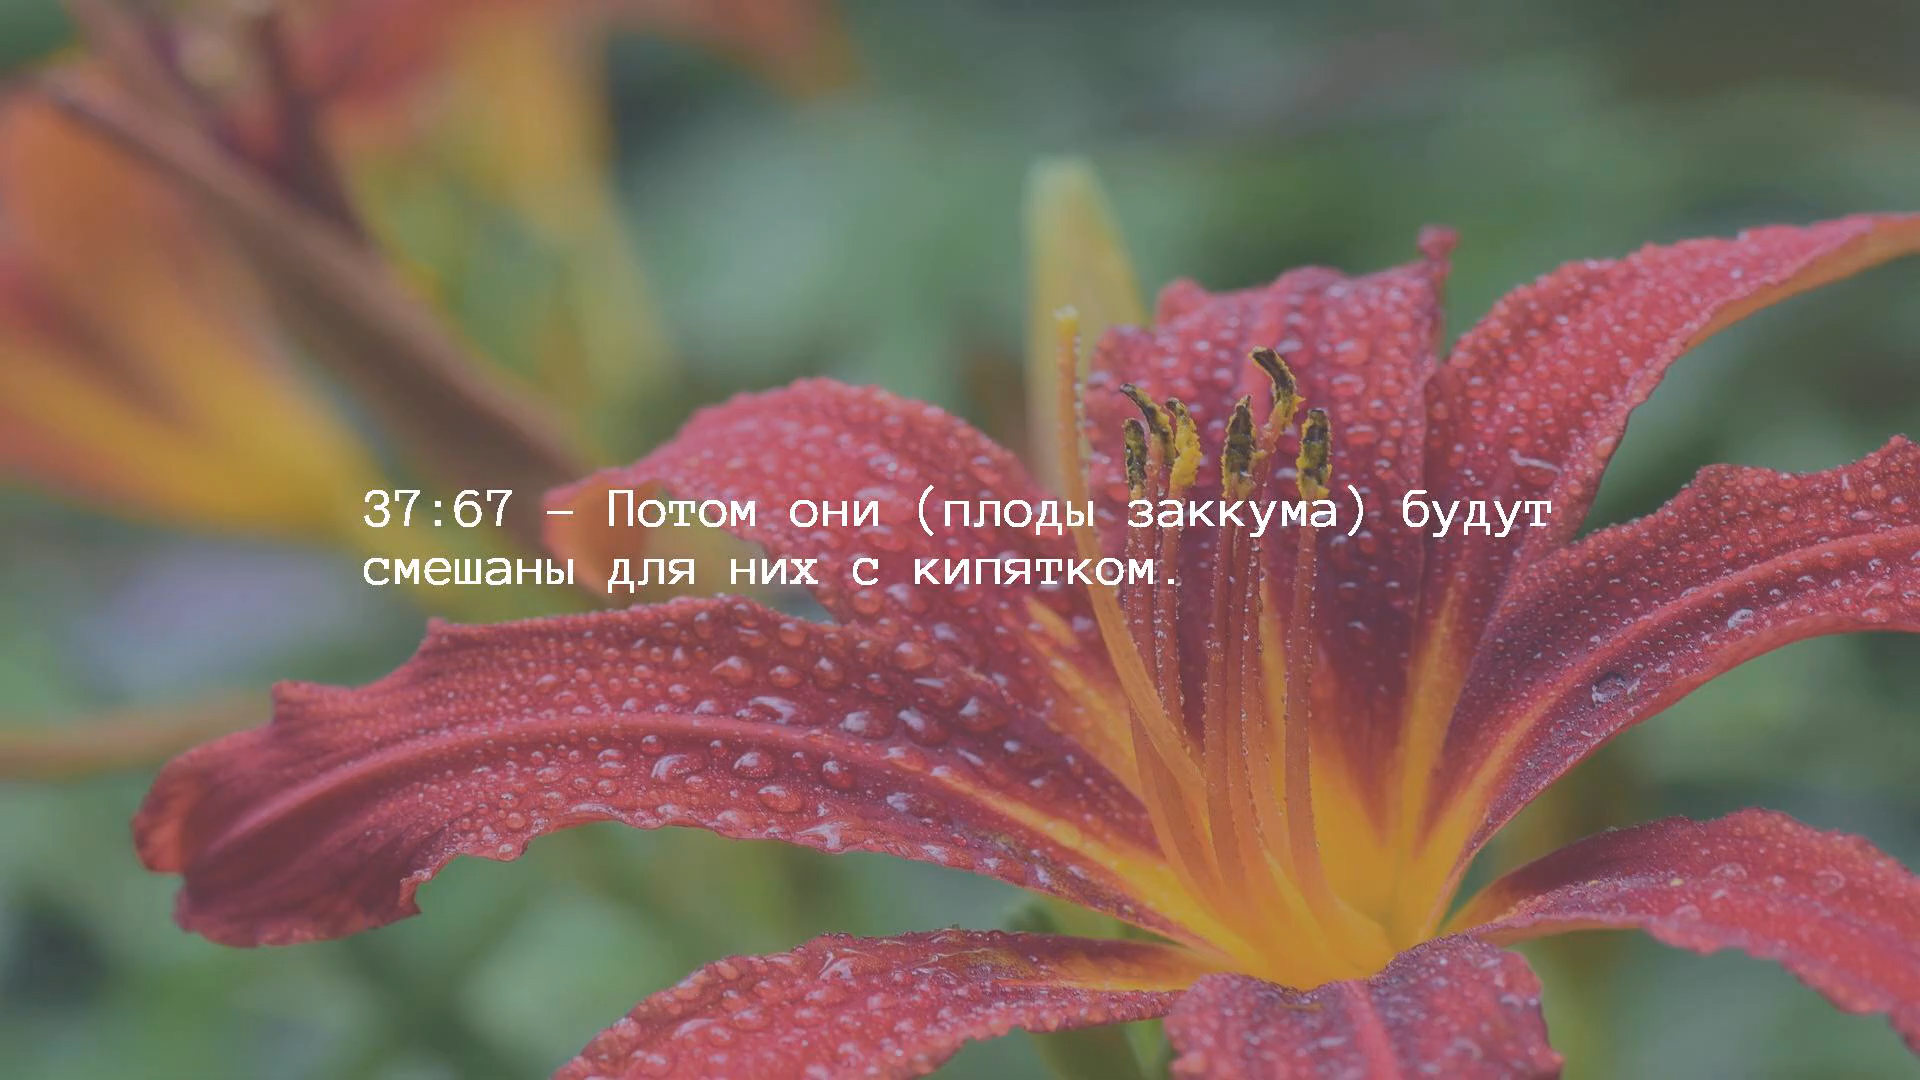 37:67 – Потом они (плоды заккума) будут
смешаны для них с кипятком.